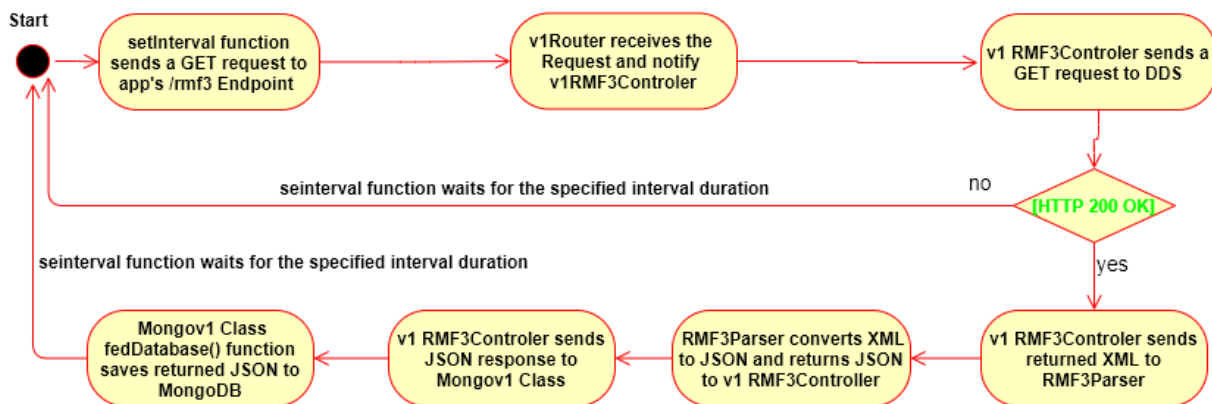 Start
setInterval function
sends a GET request to
app's /rmf3 Endpoint
v1Router receives the
Request and notify
v1RMF3Controler
v1 RMF3Controler sends a
GET request to DDS
seinterval function waits for the specified interval duration
no
[HTTP 200 OK]
yes
seinterval function waits for the specified interval duration
Mongov1 Class
fedDatabase() function
saves returned JSON to
MongoDB
v1 RMF3Controler sends
JSON response to
Mongov1 Class
RMF3Parser converts XML
to JSON and returns JSON
to v1 RMF3Controller
v1 RMF3Controler sends
returned XML to
RMF3Parser